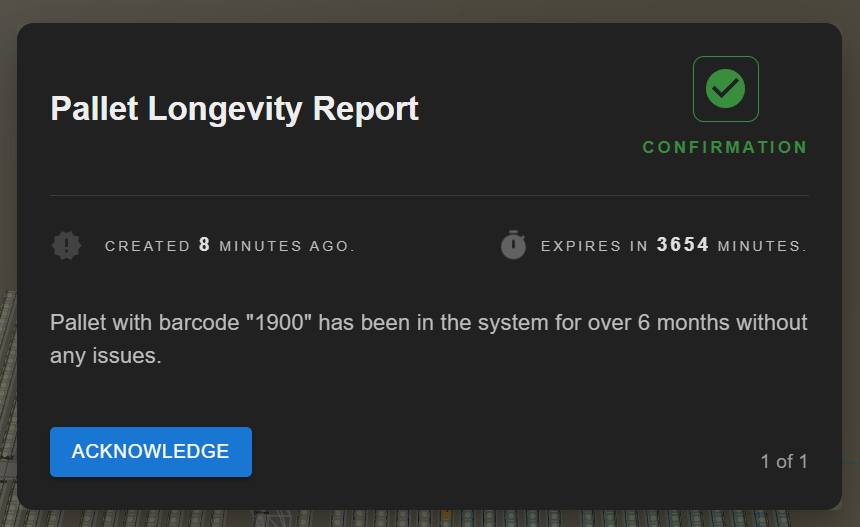 Pallet Longevity Report
CONFIRMATION
CREATED 8 MINUTES AGO.
EXPIRES IN 3654 MINUTES.
Pallet with barcode "1900" has been in the system for over 6 months without
any issues.
ACKNOWLEDGE
1 of 1